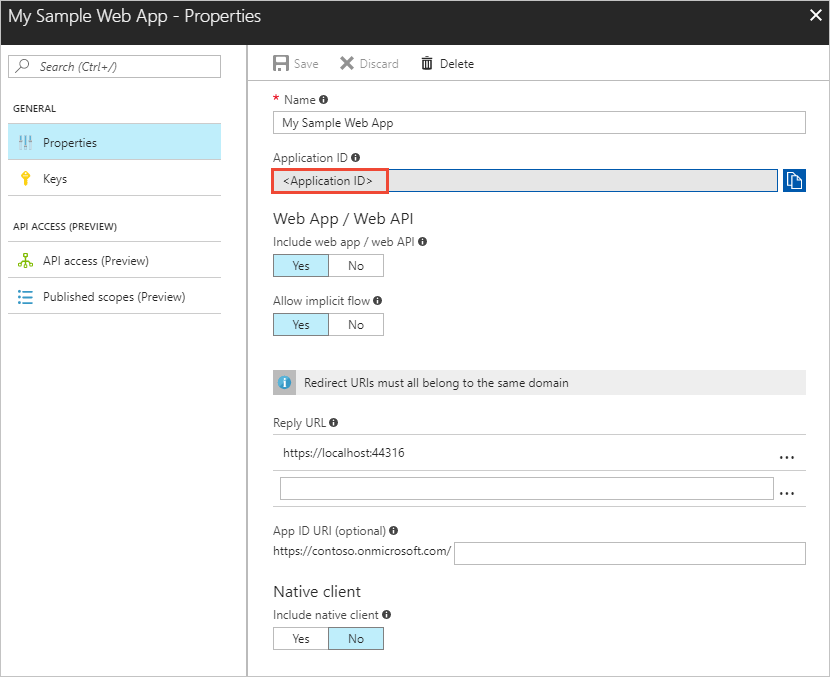 My Sample Web App - Properties
Search (Ctrl+/)
GENERAL
Properties
Keys
API ACCESS (PREVIEW)
API access (Preview)
Published scopes (Preview)
Save Discard Delete
* Name
My Sample Web App
Application ID
<Application ID>
Web App / Web API
Include web app / web API
Yes No
Allow implicit flow
Yes No
Redirect URIs must all belong to the same domain
Reply URL
https://localhost:44316
...
...
App ID URI (optional)
https://contoso.onmicrosoft.com/
Native client
Include native client
Yes No